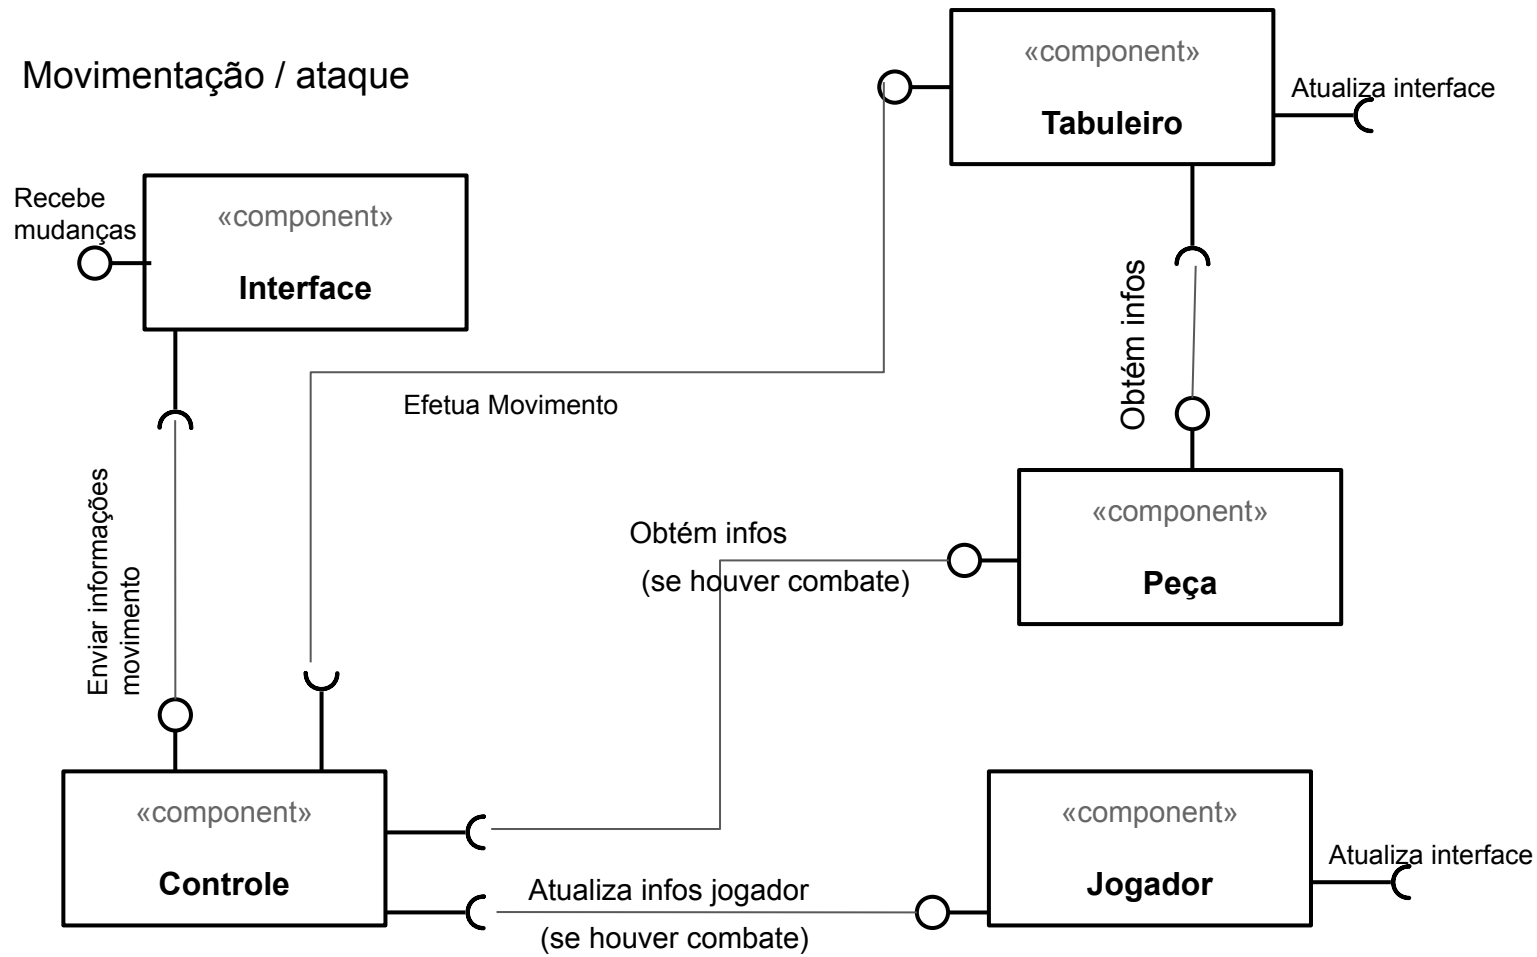 Movimentação / ataque
«component»
Tabuleiro
Atualiza interface
Recebe
mudanças
«component»
Interface
Obtém infos
Efetua Movimento
Enviar informações
movimento
Obtém infos
(se houver combate)
«component»
Peça
«component»
Controle
Atualiza infos jogador
(se houver combate)
«component»
Jogador
Atualiza interface